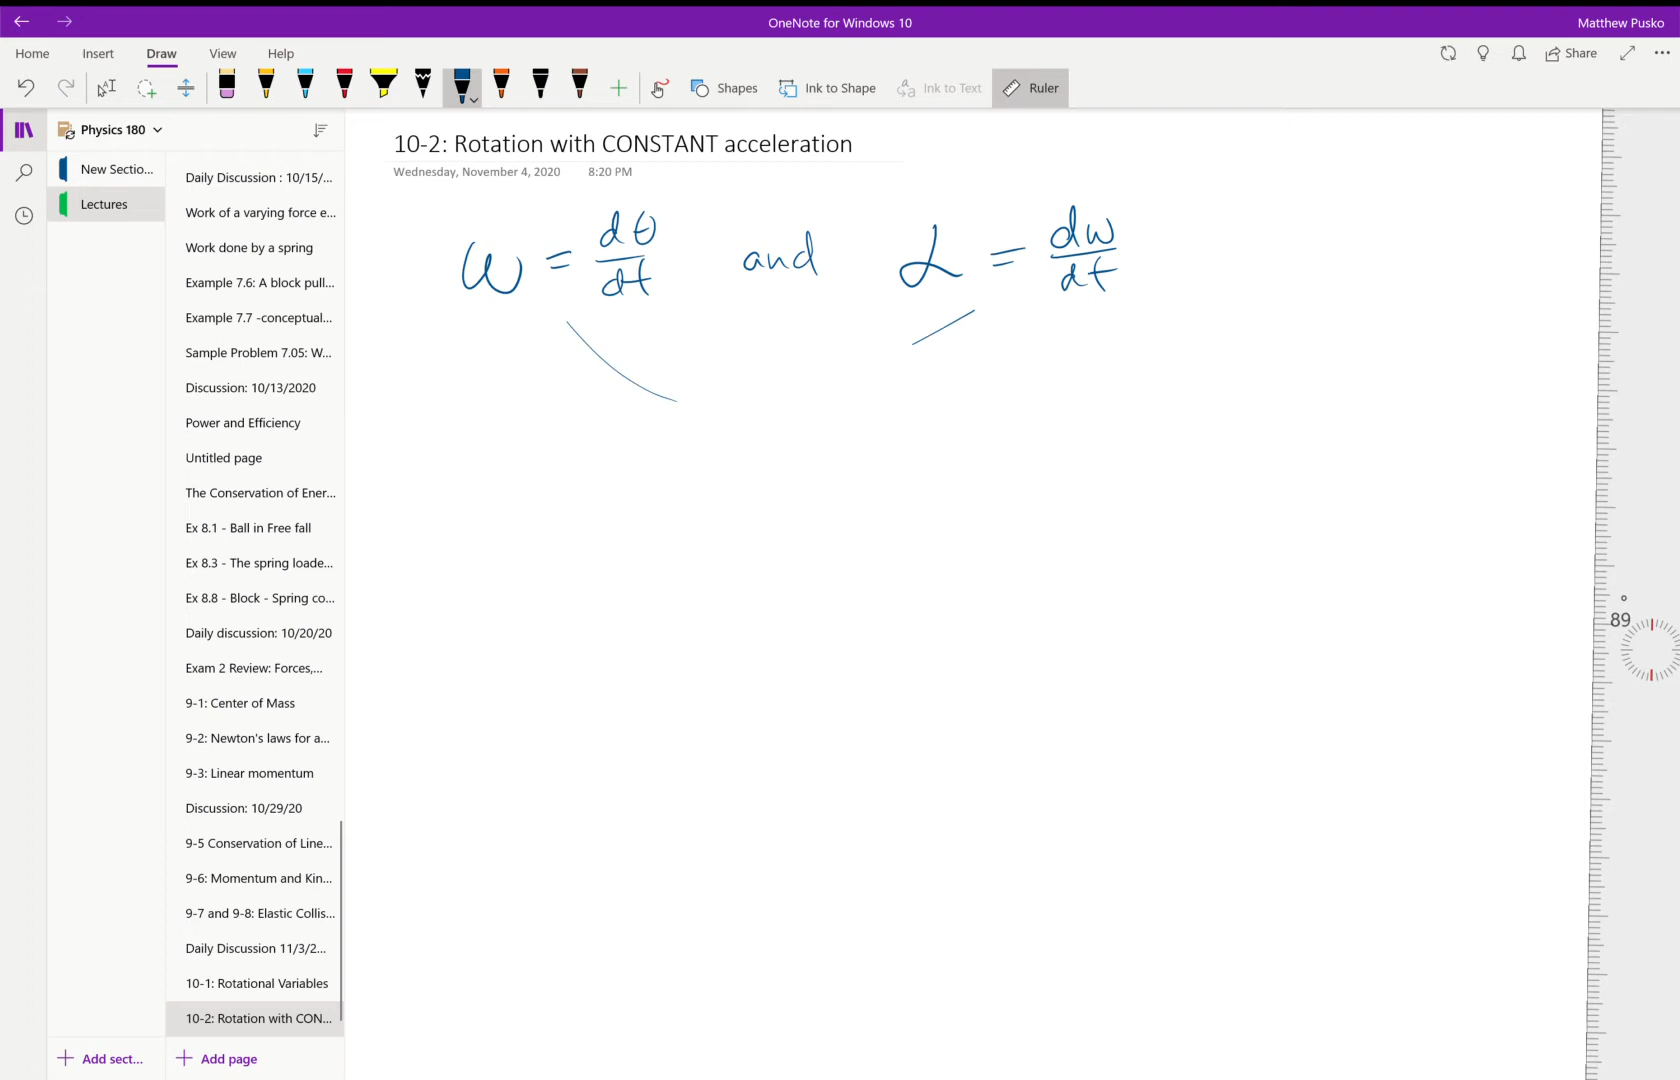 OneNote for Windows 10
Matthew Pusko
Home Insert Draw View Help
Share
Shapes Ink to Shape Ink to Text Ruler
Physics 180
New Sectio...
Lectures
Daily Discussion : 10/15/...
Work of a varying force e...
Work done by a spring
Example 7.6: A block pull...
Example 7.7 -conceptual...
Sample Problem 7.05: W...
Discussion: 10/13/2020
Power and Efficiency
Untitled page
The Conservation of Ener...
Ex 8.1 - Ball in Free fall
Ex 8.3 - The spring loade...
Ex 8.8 - Block - Spring co...
Daily discussion: 10/20/20
Exam 2 Review: Forces,...
9-1: Center of Mass
9-2: Newton's laws for a...
9-3: Linear momentum
Discussion: 10/29/20
9-5 Conservation of Line...
9-6: Momentum and Kin...
9-7 and 9-8: Elastic Collis...
Daily Discussion 11/3/2...
10-1: Rotational Variables
10-2: Rotation with CON...
Add sect...
Add page
10-2: Rotation with CONSTANT acceleration
Wednesday, November 4, 2020 8:20 PM
ω = dθ/dt and α = dω/dt
89°